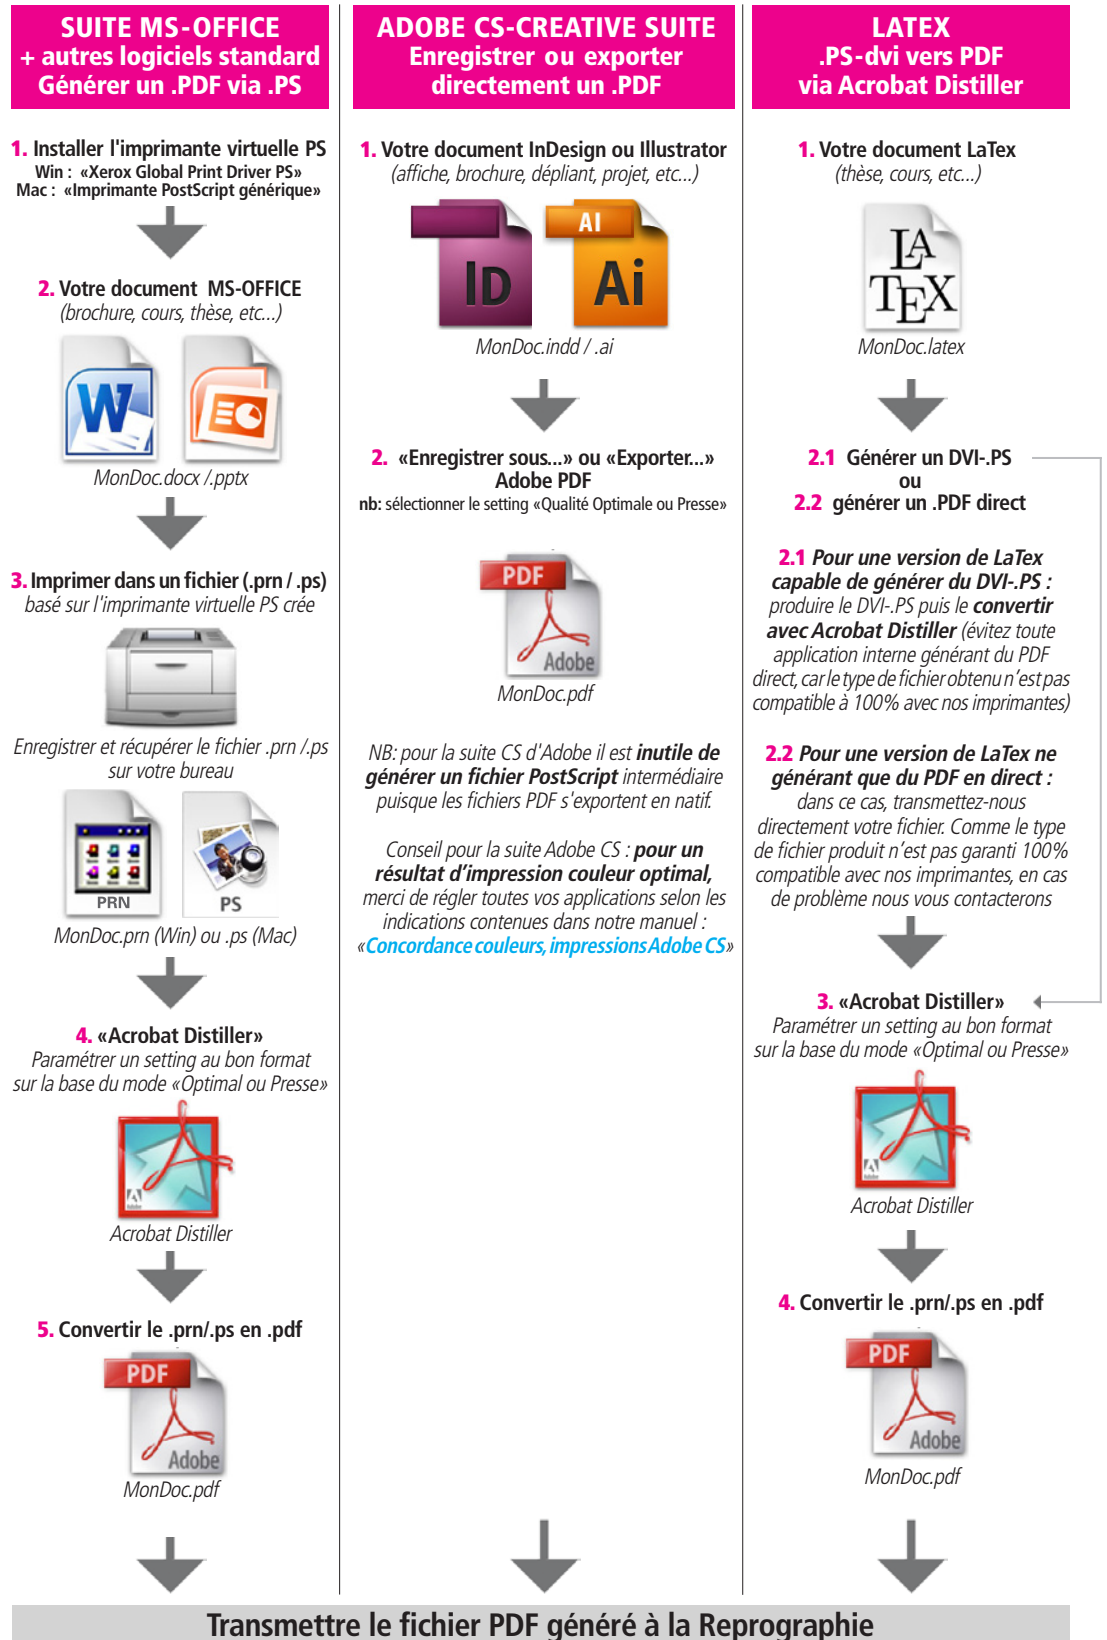 SUITE MS-OFFICE
+ autres logiciels standard
Générer un .PDF via .PS
1. Installer l'imprimante virtuelle PS
Win : «Xerox Global Print Driver PS»
Mac : «Imprimante PostScript générique»
2. Votre document MS-OFFICE
(brochure, cours, thèse, etc...)
W
MonDoc.docx /.pptx
3. Imprimer dans un fichier (.prn / .ps)
basé sur l'imprimante virtuelle PS crée
Enregistrer et récupérer le fichier .prn /.ps
sur votre bureau
PRN
PS
MonDoc.prn (Win) ou .ps (Mac)
4. «Acrobat Distiller»
Paramétrer un setting au bon format
sur la base du mode «Optimal ou Presse»
Adobe
Acrobat Distiller
5. Convertir le .prn/.ps en .pdf
PDF
Adobe
MonDoc.pdf
ADOBE CS-CREATIVE SUITE
Enregistrer ou exporter
directement un .PDF
1. Votre document InDesign ou Illustrator
(affiche, brochure, dépliant, projet, etc...)
ID
AI
Ai
MonDoc.indd / .ai
2. «Enregistrer sous...» ou «Exporter...»
Adobe PDF
nb: sélectionner le setting «Qualité Optimale ou Presse»
PDF
Adobe
MonDoc.pdf
NB: pour la suite CS d'Adobe il est inutile de
générer un fichier PostScript intermédiaire
puisque les fichiers PDF s'exportent en natif.
Conseil pour la suite Adobe CS : pour un
résultat d’impression couleur optimal,
merci de régler toutes vos applications selon les
indications contenues dans notre manuel :
«Concordance couleurs, impressions Adobe CS»
LATEX
.PS-dvi vers PDF
via Acrobat Distiller
1. Votre document LaTex
(thèse, cours, etc...)
LATEX
MonDoc.latex
2.1 Générer un DVI-.PS
ou
2.2 générer un .PDF direct
2.1 Pour une version de LaTex
capable de générer du DVI-.PS :
produire le DVI-.PS puis le convertir
avec Acrobat Distiller (évitez toute
application interne générant du PDF
direct, car le type de fichier obtenu n’est pas
compatible à 100% avec nos imprimantes)
2.2 Pour une version de LaTex ne
générant que du PDF en direct :
dans ce cas, transmettez-nous
directement votre fichier. Comme le type
de fichier produit n’est pas garanti 100%
compatible avec nos imprimantes, en cas
de problème nous vous contacterons
3. «Acrobat Distiller»
Paramétrer un setting au bon format
sur la base du mode «Optimal ou Presse»
Adobe
Acrobat Distiller
4. Convertir le .prn/.ps en .pdf
PDF
Adobe
MonDoc.pdf
Transmettre le fichier PDF généré à la Reprographie